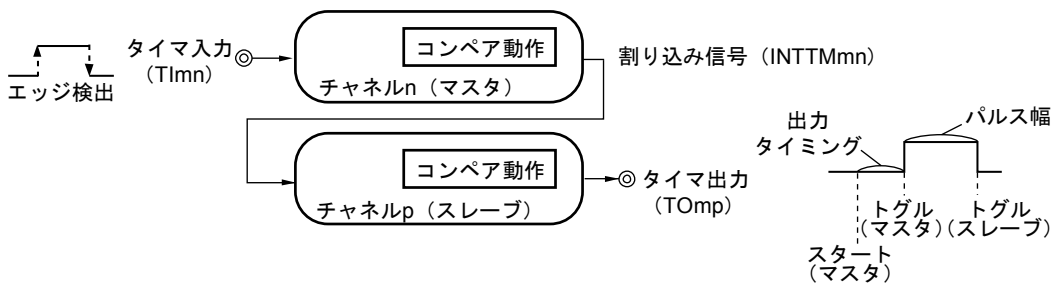 エッジ検出
タイマ入力
（TImn）
コンペア動作
チャネルn（マスタ）
割り込み信号（INTTMmn）
コンペア動作
チャネルp（スレーブ）
タイマ出力
（TOmp）
出力
タイミング
パルス幅
トグル
（マスタ）
トグル
（スレーブ）
スタート
（マスタ）